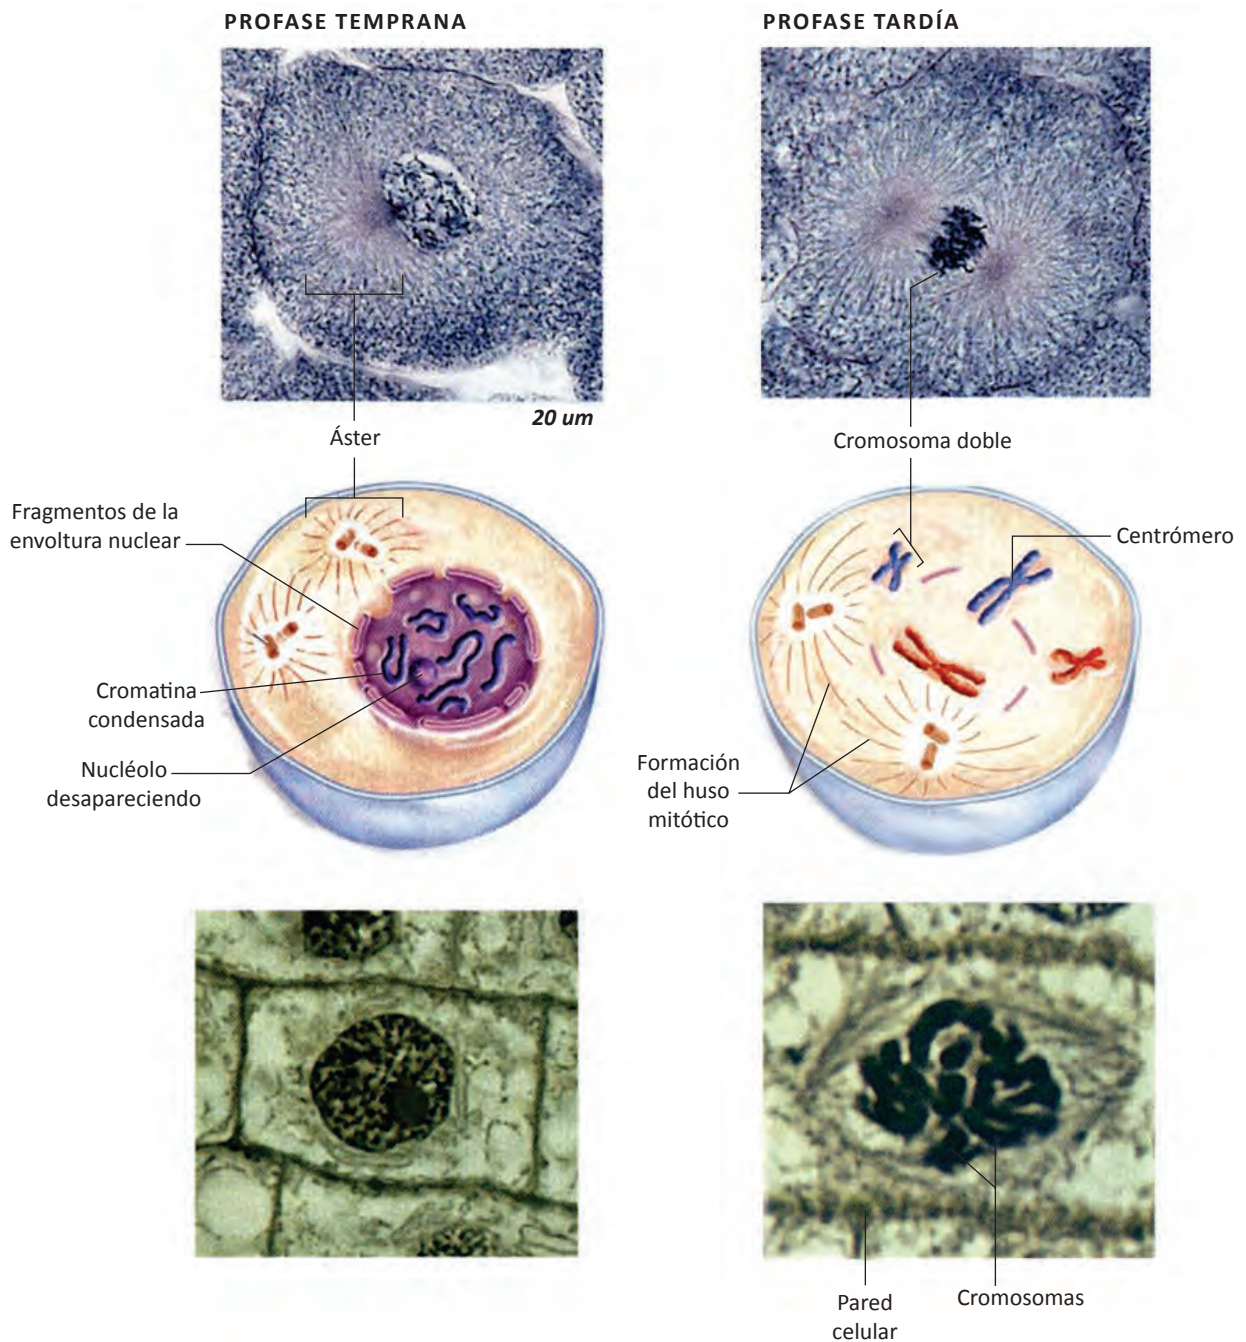 PROFASE TEMPRANA
PROFASE TARDÍA
20 um
Áster
Cromosoma doble
Fragmentos de la
envoltura nuclear
Centrómero
Cromatina
condensada
Nucléolo
desapareciendo
Formación
del huso
mitótico
Pared
celular
Cromosomas